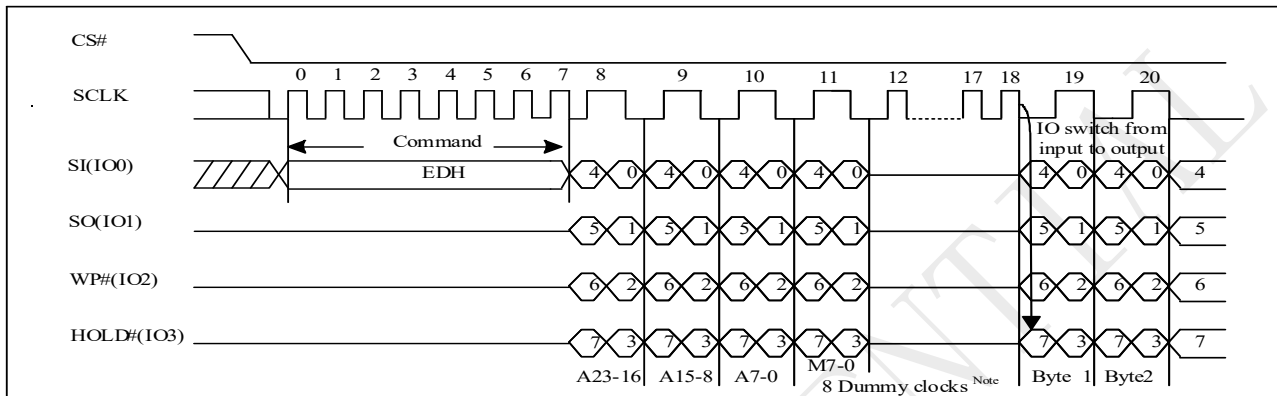 CS#
0 1 2 3 4 5 6 7 8 9 10 11 12 17 18 19 20
SCLK
Command
IO switch from
input to output
SI(IO0)
EDH
4 0 4 0 4 0 4 0 4 0 4 0 4
SO(IO1)
5 1 5 1 5 1 5 1 5 1 5 1 5
WP#(IO2)
6 2 6 2 6 2 6 2 6 2 6 2 6
HOLD#(IO3)
7 3 7 3 7 3 7 3 7 3 7 3 7
A23-16 A15-8 A7-0 M7-0
8 Dummy clocks Note
Byte 1 Byte2
NTIAL